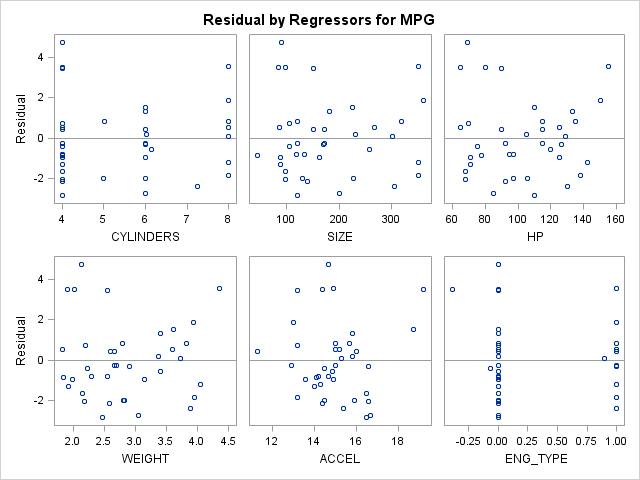 Residual by Regressors for MPG
Residual
4
2
0
-2
4 5 6 7 8
100 200 300
60 80 100 120 140 160
CYLINDERS
SIZE
HP
Residual
4
2
0
-2
2.0 2.5 3.0 3.5 4.0 4.5
12 14 16 18
-0.25 0.00 0.25 0.50 0.75 1.00
WEIGHT
ACCEL
ENG_TYPE